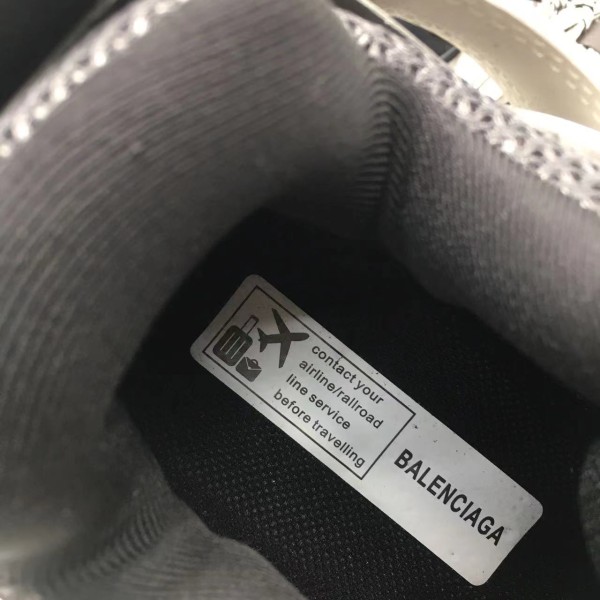 contact your
airline/railroad
line service
before travelling
BALENCIAGA